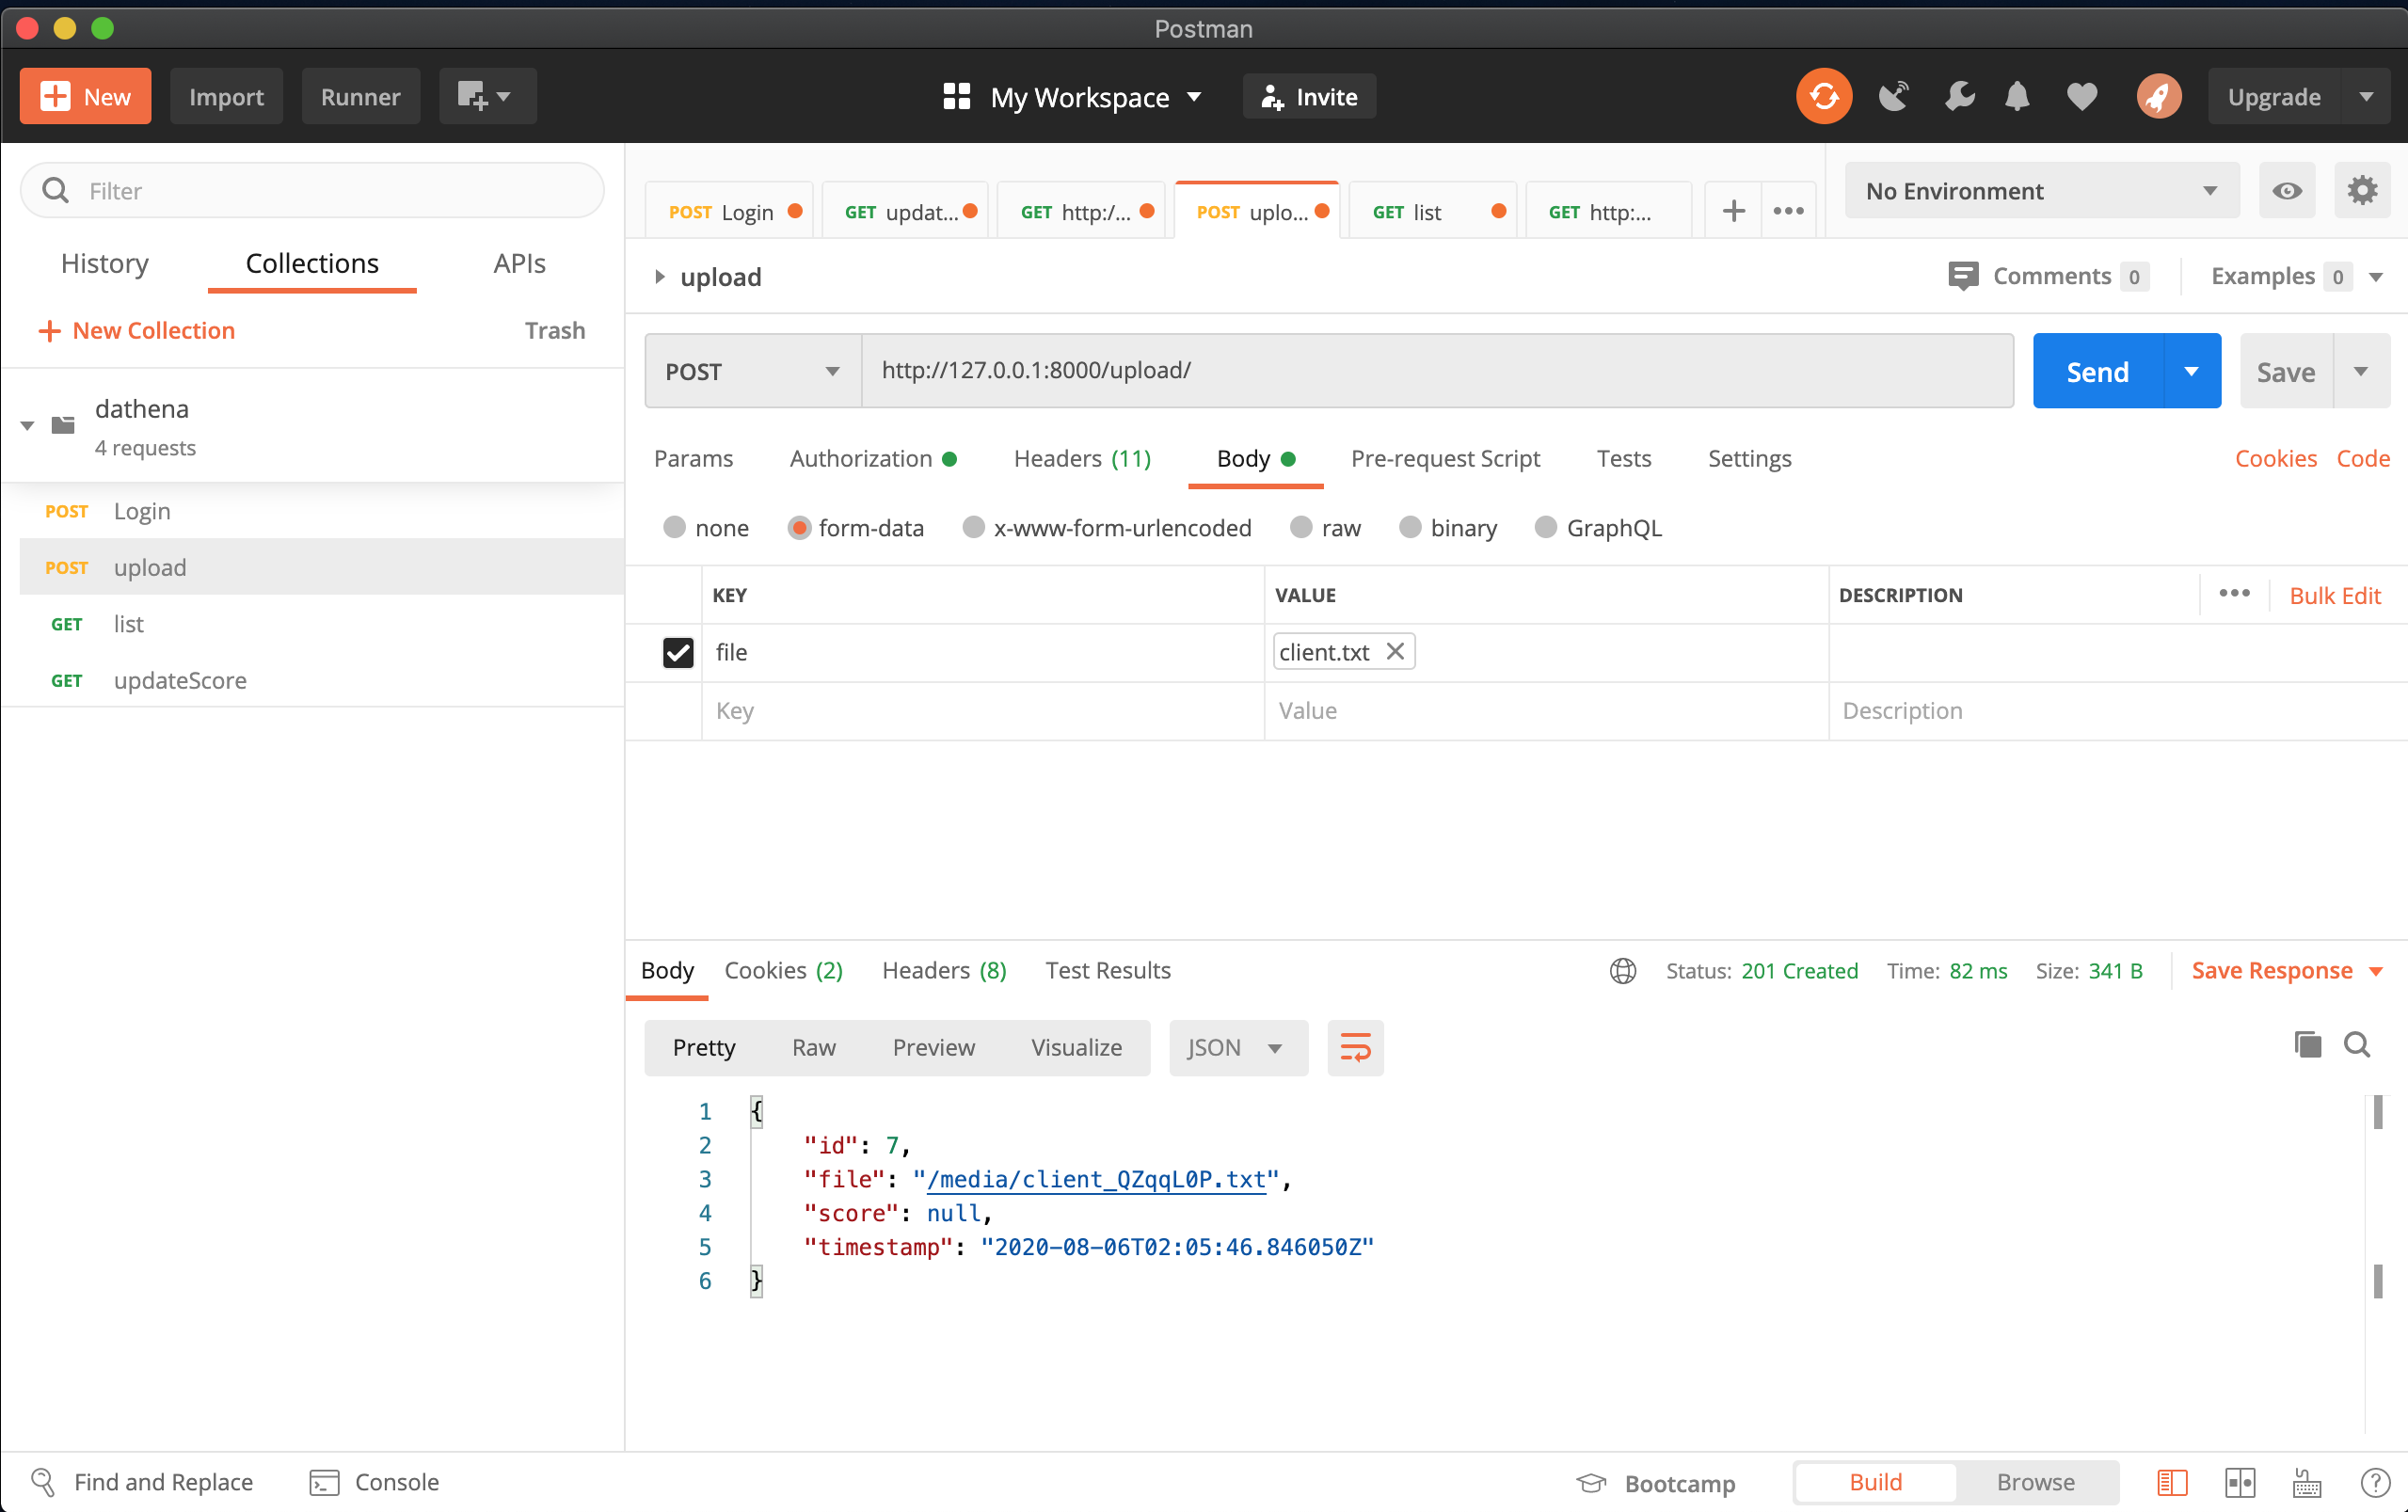 Postman
New Import Runner My Workspace Invite Upgrade
Filter
History Collections APIs
New Collection Trash
dathena
4 requests
POST Login
POST upload
GET list
GET updateScore
POST Login GET updat... GET http:/... POST uplo... GET list GET http:... No Environment
upload Comments 0 Examples 0
POST http://127.0.0.1:8000/upload/ Send Save
Params Authorization Headers (11) Body Pre-request Script Tests Settings Cookies Code
none form-data x-www-form-urlencoded raw binary GraphQL
KEY VALUE DESCRIPTION ••• Bulk Edit
file client.txt
Key Value Description
Body Cookies (2) Headers (8) Test Results Status: 201 Created Time: 82 ms Size: 341 B Save Response
Pretty Raw Preview Visualize JSON
1 {
2 "id": 7,
3 "file": "/media/client_QZqqL0P.txt",
4 "score": null,
5 "timestamp": "2020-08-06T02:05:46.846050Z"
6 }
Find and Replace Console Bootcamp Build Browse